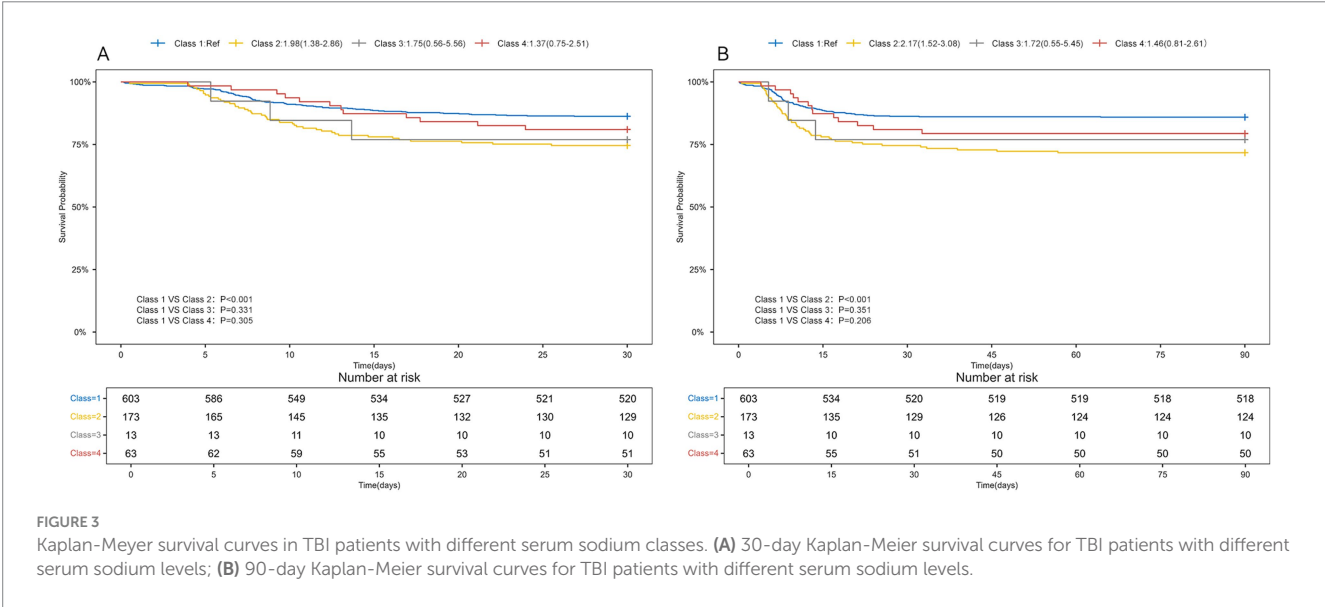 A
Class 1:Ref Class 2:1.98(1.38-2.86) Class 3:1.75(0.56-5.56) Class 4:1.37(0.75-2.51)
Survival Probability
100%
75%
50%
25%
0%
Class 1 VS Class 2: P<0.001
Class 1 VS Class 3: P=0.331
Class 1 VS Class 4: P=0.305
0 5 10 15 20 25 30
Time(days)
Number at risk
Class=1 603 586 549 534 527 521 520
Class=2 173 165 145 135 132 130 129
Class=3 13 13 11 10 10 10 10
Class=4 63 62 59 55 53 51 51
0 5 10 15 20 25 30
Time(days)
B
Class 1:Ref Class 2:2.17(1.52-3.08) Class 3:1.72(0.55-5.45) Class 4:1.46(0.81-2.61)
Survival Probability
100%
75%
50%
25%
0%
Class 1 VS Class 2: P<0.001
Class 1 VS Class 3: P=0.351
Class 1 VS Class 4: P=0.206
0 15 30 45 60 75 90
Time(days)
Number at risk
Class=1 603 534 520 519 519 518 518
Class=2 173 135 129 126 124 124 124
Class=3 13 10 10 10 10 10 10
Class=4 63 55 51 50 50 50 50
0 15 30 45 60 75 90
Time(days)
FIGURE 3
Kaplan-Meyer survival curves in TBI patients with different serum sodium classes. (A) 30-day Kaplan-Meier survival curves for TBI patients with different
serum sodium levels; (B) 90-day Kaplan-Meier survival curves for TBI patients with different serum sodium levels.